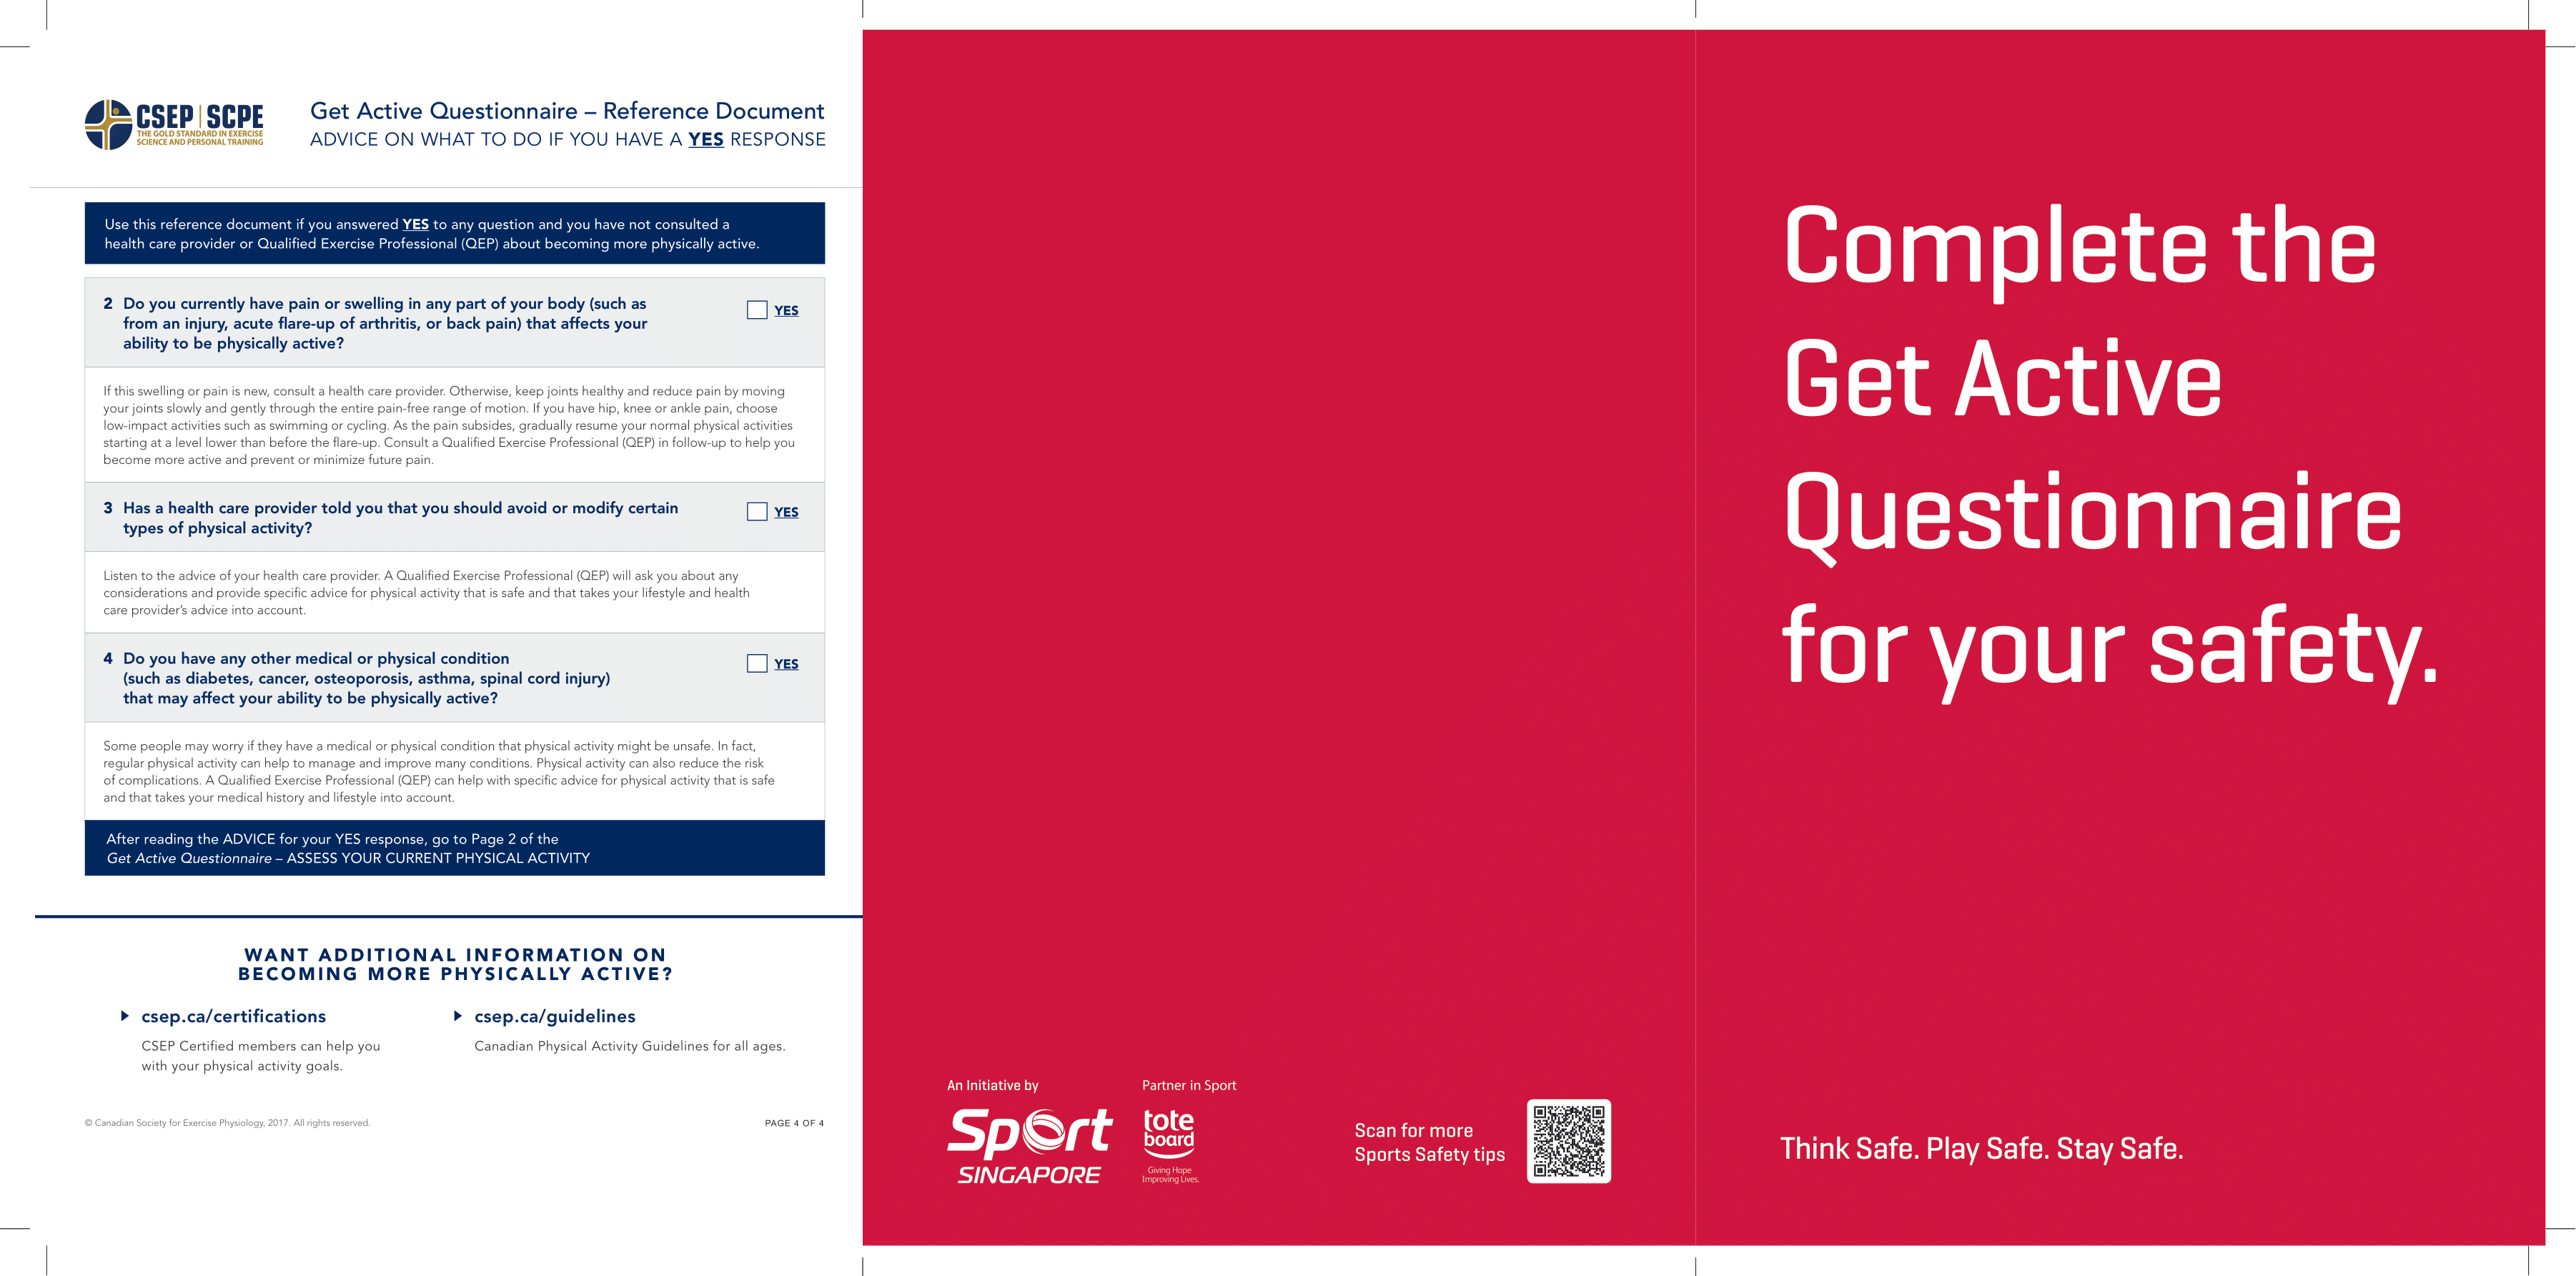 CSEP | SCPE
THE GOLD STANDARD IN EXERCISE
SCIENCE AND PERSONAL TRAINING
Get Active Questionnaire – Reference Document
ADVICE ON WHAT TO DO IF YOU HAVE A YES RESPONSE
Use this reference document if you answered YES to any question and you have not consulted a
health care provider or Qualified Exercise Professional (QEP) about becoming more physically active.
2 Do you currently have pain or swelling in any part of your body (such as
from an injury, acute flare-up of arthritis, or back pain) that affects your
ability to be physically active?
YES
If this swelling or pain is new, consult a health care provider. Otherwise, keep joints healthy and reduce pain by moving
your joints slowly and gently through the entire pain-free range of motion. If you have hip, knee or ankle pain, choose
low-impact activities such as swimming or cycling. As the pain subsides, gradually resume your normal physical activities
starting at a level lower than before the flare-up. Consult a Qualified Exercise Professional (QEP) in follow-up to help you
become more active and prevent or minimize future pain.
3 Has a health care provider told you that you should avoid or modify certain
types of physical activity?
YES
Listen to the advice of your health care provider. A Qualified Exercise Professional (QEP) will ask you about any
considerations and provide specific advice for physical activity that is safe and that takes your lifestyle and health
care provider's advice into account.
4 Do you have any other medical or physical condition
(such as diabetes, cancer, osteoporosis, asthma, spinal cord injury)
that may affect your ability to be physically active?
YES
Some people may worry if they have a medical or physical condition that physical activity might be unsafe. In fact,
regular physical activity can help to manage and improve many conditions. Physical activity can also reduce the risk
of complications. A Qualified Exercise Professional (QEP) can help with specific advice for physical activity that is safe
and that takes your medical history and lifestyle into account.
After reading the ADVICE for your YES response, go to Page 2 of the
Get Active Questionnaire – ASSESS YOUR CURRENT PHYSICAL ACTIVITY
WANT ADDITIONAL INFORMATION ON
BECOMING MORE PHYSICALLY ACTIVE?
csep.ca/certifications
CSEP Certified members can help you
with your physical activity goals.
csep.ca/guidelines
Canadian Physical Activity Guidelines for all ages.
© Canadian Society for Exercise Physiology, 2017. All rights reserved.
PAGE 4 OF 4
An Initiative by
Sport
SINGAPORE
Partner in Sport
tote
board
Giving Hope
Improving Lives.
Scan for more
Sports Safety tips
Complete the
Get Active
Questionnaire
for your safety.
Think Safe. Play Safe. Stay Safe.